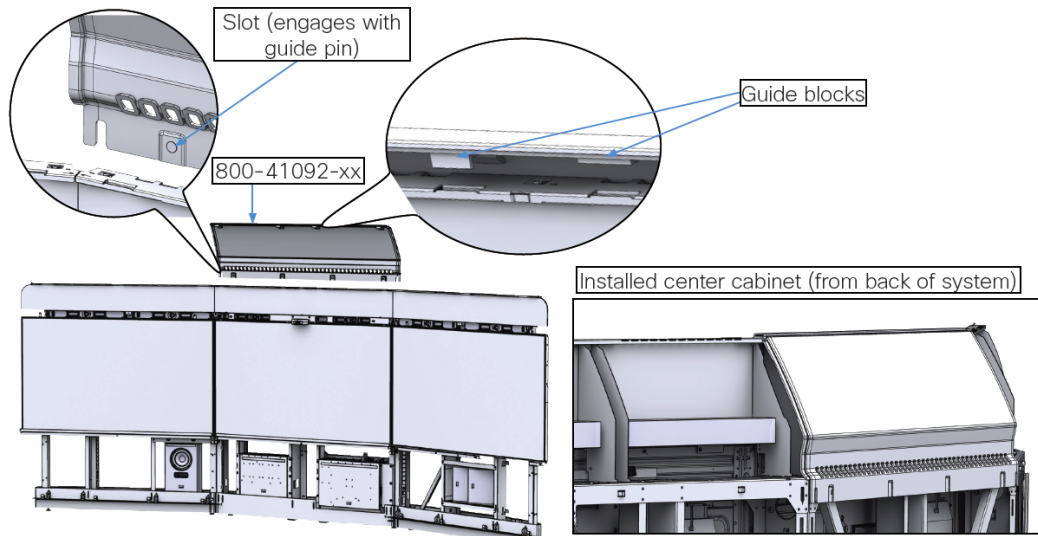 Slot (engages with
guide pin)
Guide blocks
800-41092-xx
Installed center cabinet (from back of system)